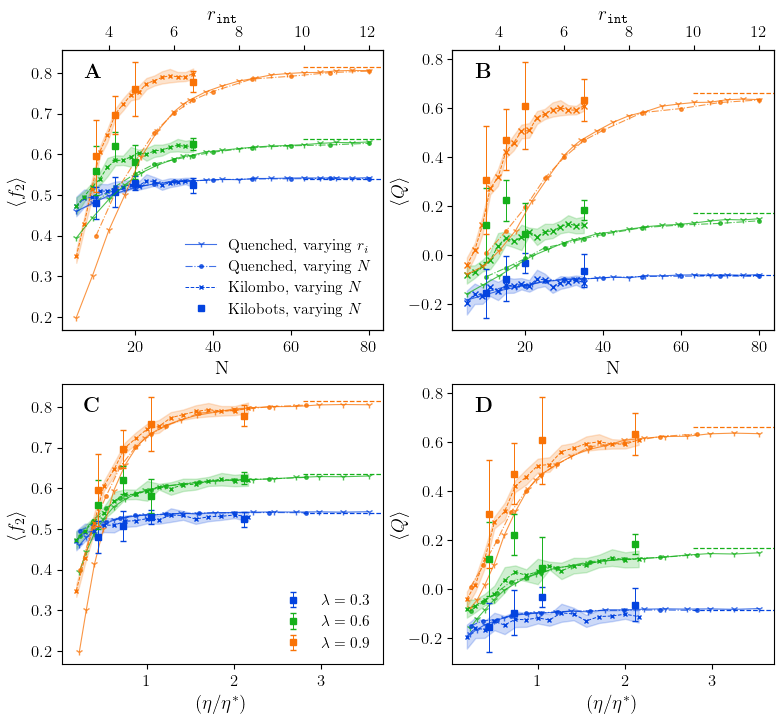 r_int
4 6 8 10 12
r_int
4 6 8 10 12
A
⟨f₂⟩
0.8
0.7
0.6
0.5
0.4
0.3
0.2
Quenched, varying r_i
Quenched, varying N
Kilombo, varying N
Kilobots, varying N
20 40 60 80
N
B
⟨Q⟩
0.8
0.6
0.4
0.2
0.0
−0.2
20 40 60 80
N
C
⟨f₂⟩
0.8
0.7
0.6
0.5
0.4
0.3
0.2
λ = 0.3
λ = 0.6
λ = 0.9
1 2 3
(η/η*)
D
⟨Q⟩
0.8
0.6
0.4
0.2
0.0
−0.2
1 2 3
(η/η*)